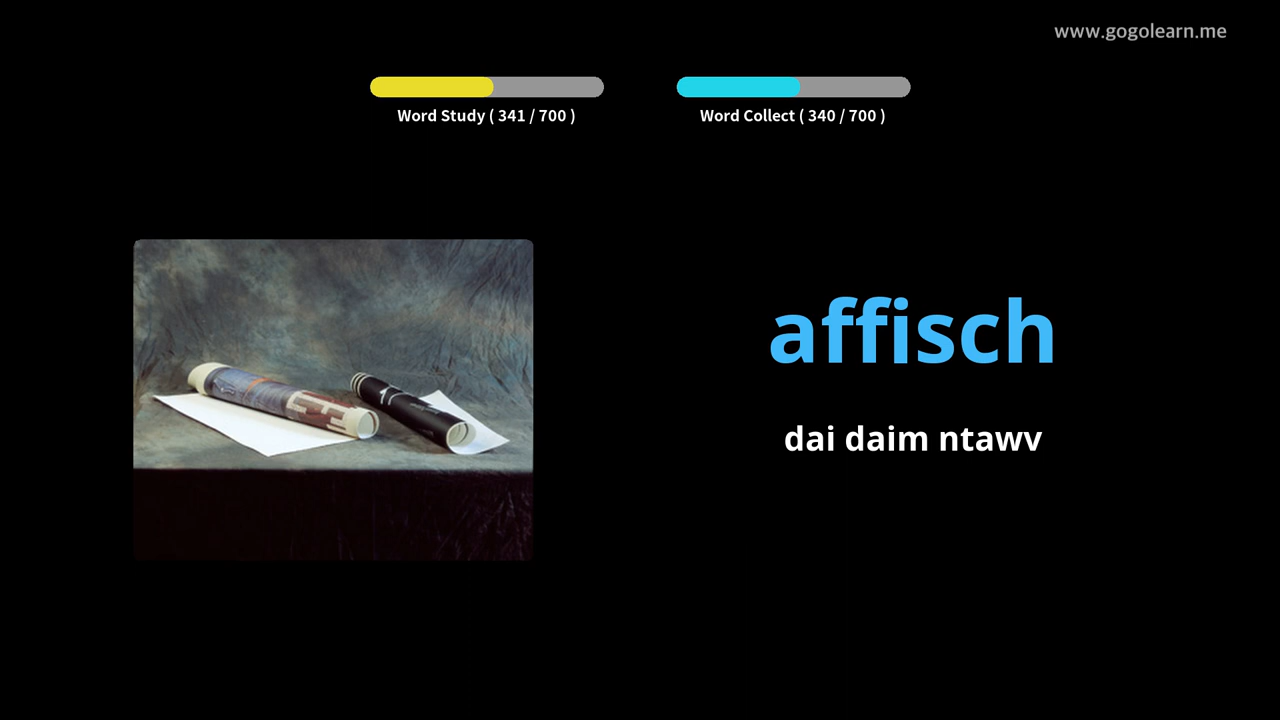 www.gogolearn.me
Word Study ( 341 / 700 )
Word Collect ( 340 / 700 )
affisch
dai daim ntawv